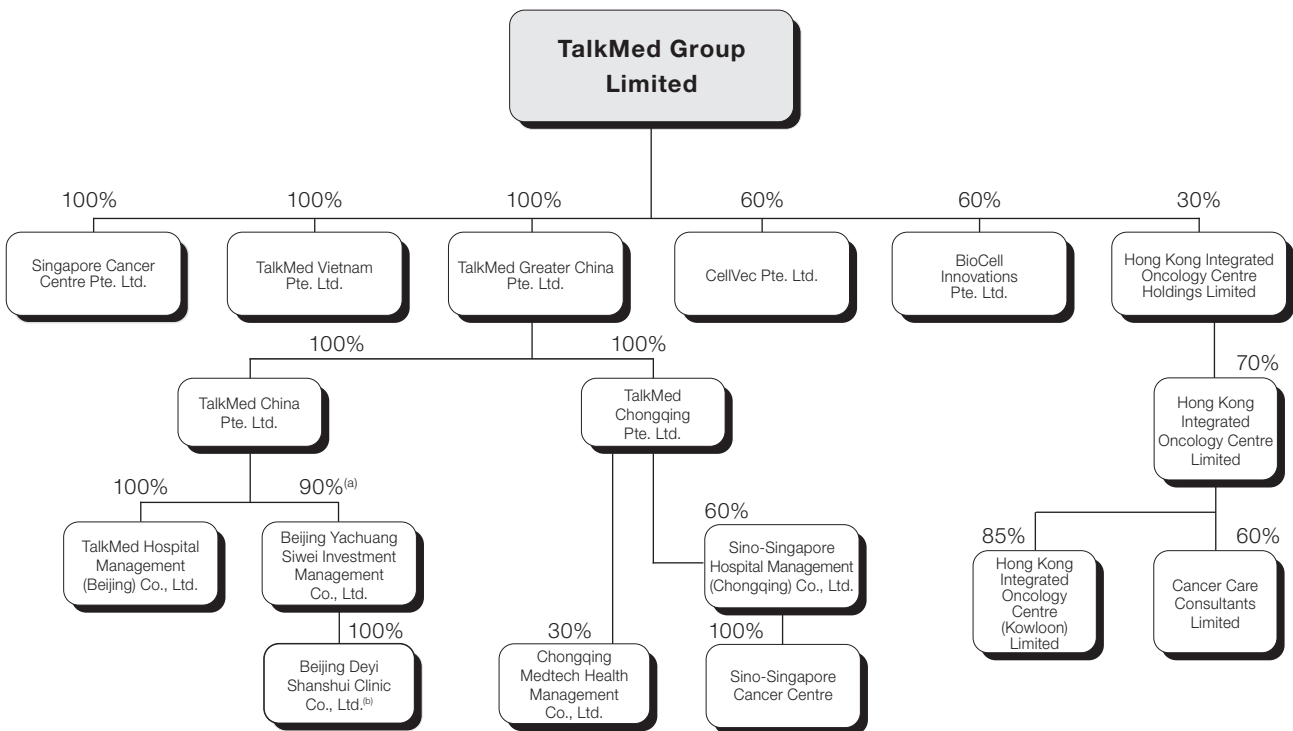 TalkMed Group
Limited
100%
100%
100%
60%
60%
30%
Singapore Cancer
Centre Pte. Ltd.
TalkMed Vietnam
Pte. Ltd.
TalkMed Greater China
Pte. Ltd.
CellVec Pte. Ltd.
BioCell
Innovations
Pte. Ltd.
Hong Kong Integrated
Oncology Centre
Holdings Limited
100%
100%
70%
TalkMed China
Pte. Ltd.
TalkMed
Chongqing
Pte. Ltd.
Hong Kong
Integrated
Oncology Centre
Limited
100%
90%(a)
60%
85%
60%
TalkMed Hospital
Management
(Beijing) Co., Ltd.
Beijing Yachuang
Siwei Investment
Management
Co., Ltd.
Sino-Singapore
Hospital Management
(Chongqing) Co., Ltd.
Hong Kong
Integrated
Oncology
Centre
(Kowloon)
Limited
Cancer Care
Consultants
Limited
100%
30%
100%
Beijing Deyi
Shanshui Clinic
Co., Ltd.(b)
Chongqing
Medtech Health
Management
Co., Ltd.
Sino-Singapore
Cancer Centre